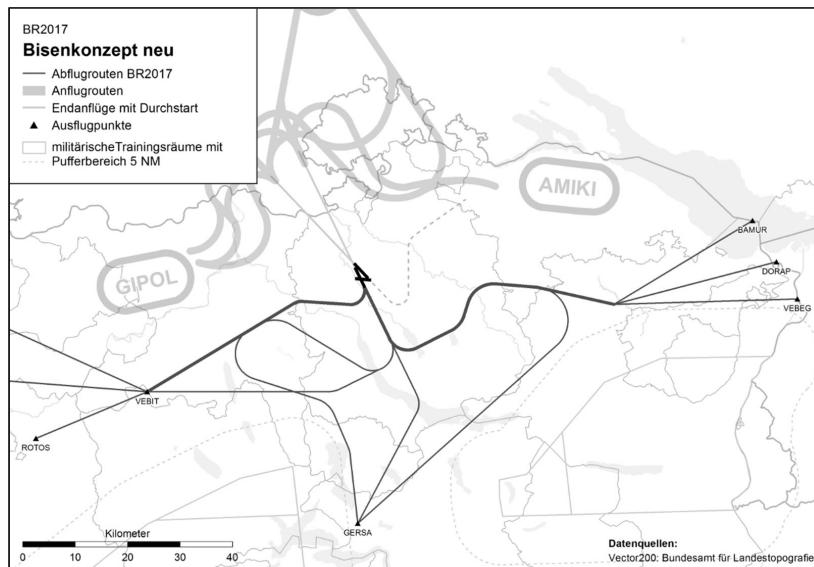 BR2017
Bisenkonzept neu
Abflugrouten BR2017
Anflugrouten
Endanflüge mit Durchstart
Ausflugpunkte
militärischeTrainingsräume mit
Pufferbereich 5 NM
AMIKI
GIPOL
BAMUR
DORAP
VEBEG
VEBIT
ROTOS
GERSA
Kilometer
0 10 20 30 40
Datenquellen:
Vector200: Bundesamt für Landestopografie